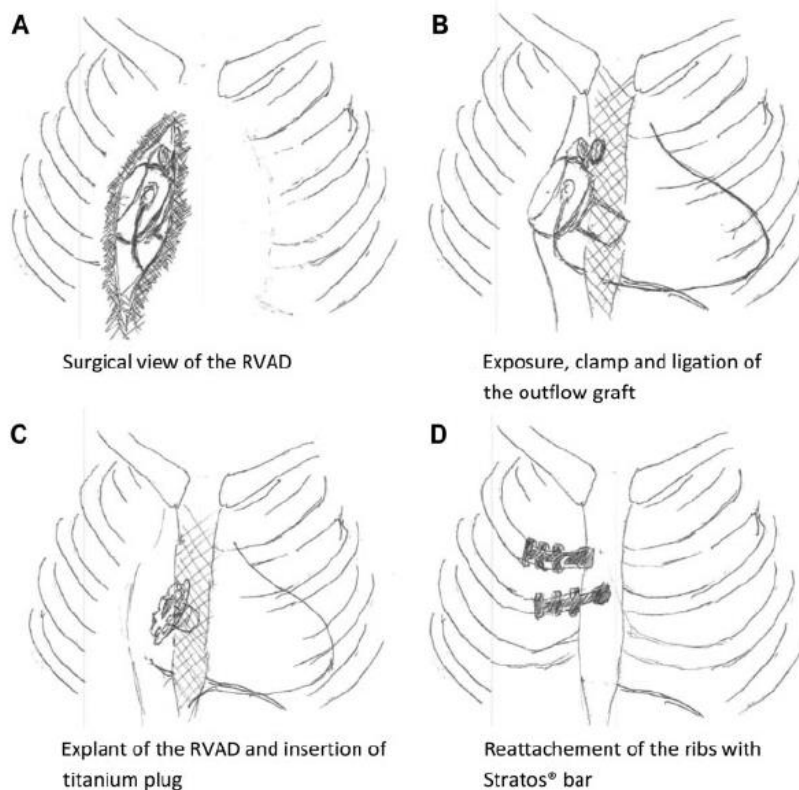 A
B
Surgical view of the RVAD
Exposure, clamp and ligation of
the outflow graft
C
D
Explant of the RVAD and insertion of
titanium plug
Reattachement of the ribs with
Stratos® bar